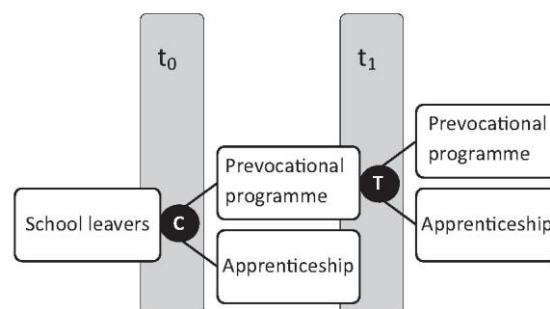 t₀
t₁
School leavers
C
Prevocational
programme
Apprenticeship
T
Prevocational
programme
Apprenticeship